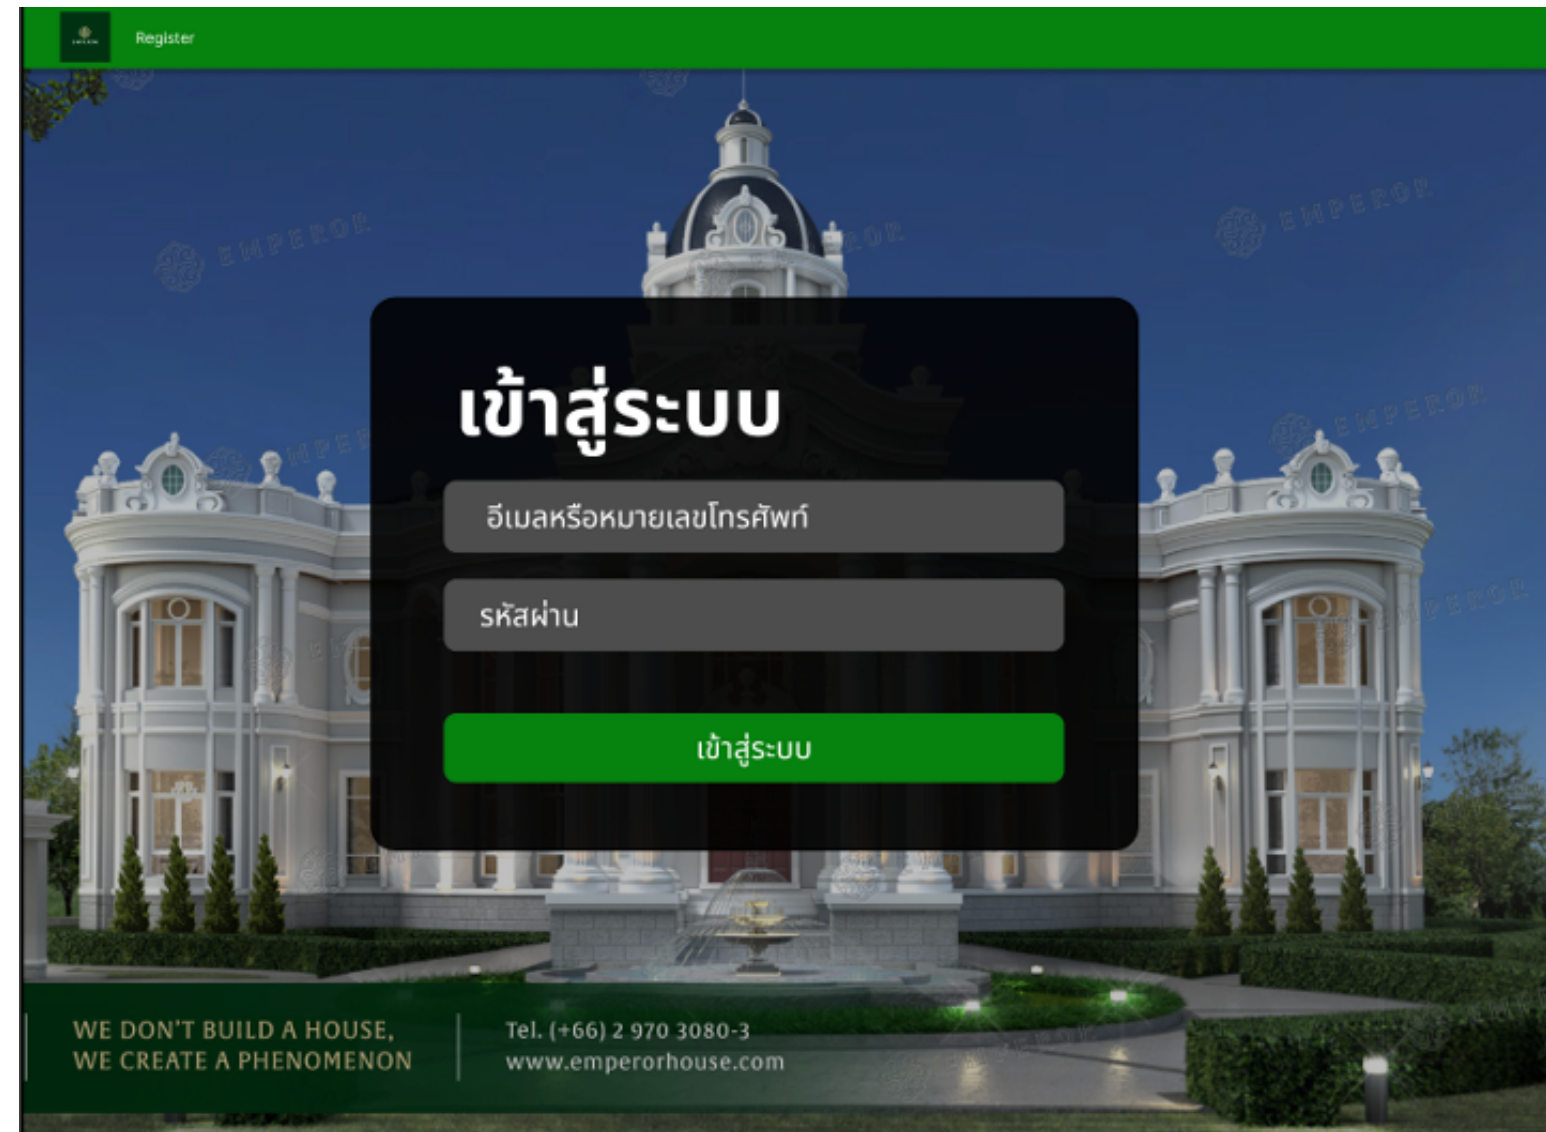 Register
EMPEROR
EMPEROR
EMPEROR
เข้าสู่ระบบ
อีเมลหรือหมายเลขโทรศัพท์
รหัสผ่าน
เข้าสู่ระบบ
WE DON'T BUILD A HOUSE,
WE CREATE A PHENOMENON
Tel. (+66) 2 970 3080-3
www.emperorhouse.com